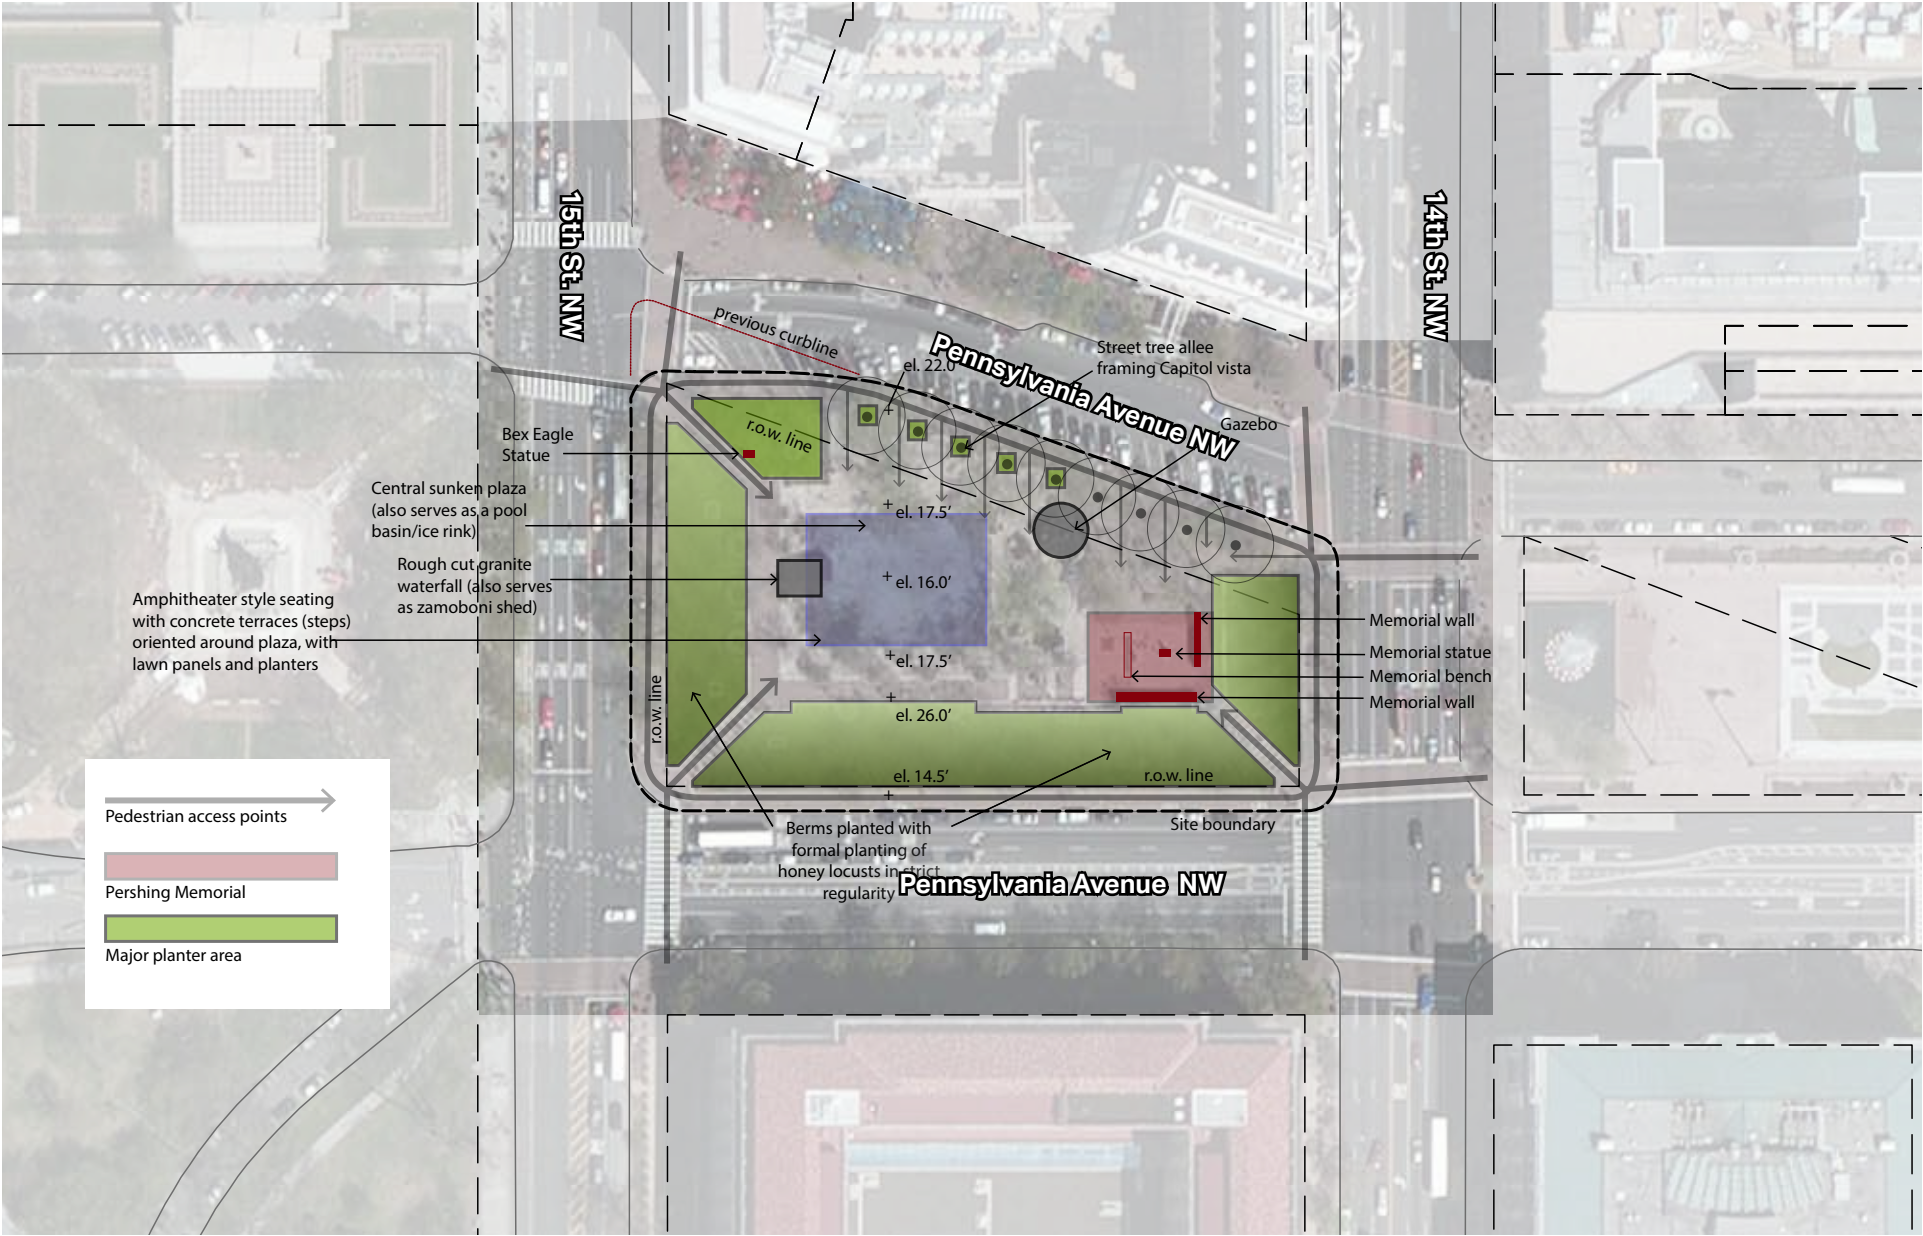 15th St. NW
14th St. NW
previous curbline
Pennsylvania Avenue NW
Street tree allee
framing Capitol vista
el. 22.0'
Gazebo
r.o.w. line
Bex Eagle
Statue
Central sunken plaza
(also serves as a pool
basin/ice rink)
el. 17.5'
Rough cut granite
waterfall (also serves
as zamoboni shed)
el. 16.0'
Amphitheater style seating
with concrete terraces (steps)
oriented around plaza, with
lawn panels and planters
Memorial wall
Memorial statue
Memorial bench
Memorial wall
el. 17.5'
r.o.w. line
el. 26.0'
el. 14.5'
r.o.w. line
Site boundary
Berms planted with
formal planting of
honey locusts in strict
regularity
Pennsylvania Avenue NW
Pedestrian access points
Pershing Memorial
Major planter area